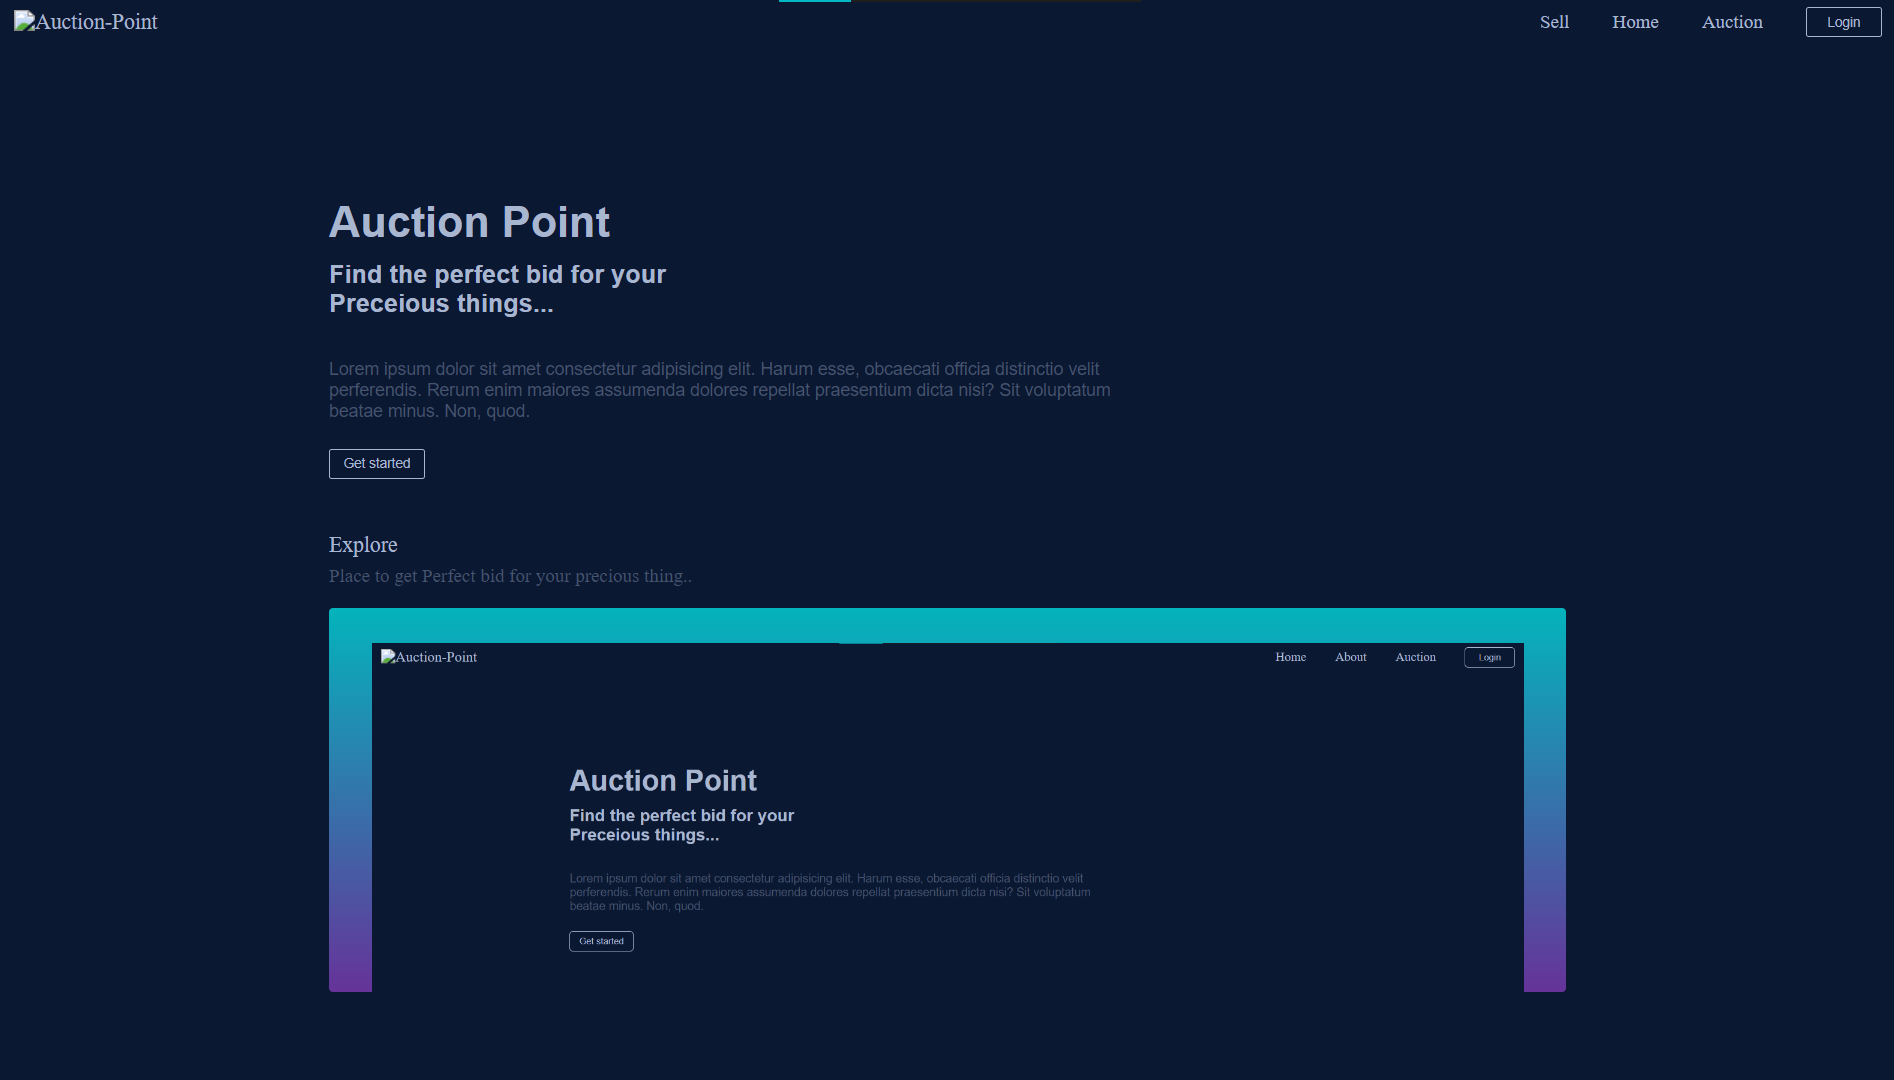 Auction-Point
Sell
Home
Auction
Login
Auction Point
Find the perfect bid for your
Preceious things...
Lorem ipsum dolor sit amet consectetur adipisicing elit. Harum esse, obcaecati officia distinctio velit
perferendis. Rerum enim maiores assumenda dolores repellat praesentium dicta nisi? Sit voluptatum
beatae minus. Non, quod.
Get started
Explore
Place to get Perfect bid for your precious thing..
Auction-Point
Home
About
Auction
Login
Auction Point
Find the perfect bid for your
Preceious things...
Lorem ipsum dolor sit amet consectetur adipisicing elit. Harum esse, obcaecati officia distinctio velit
perferendis. Rerum enim maiores assumenda dolores repellat praesentium dicta nisi? Sit voluptatum
beatae minus. Non, quod.
Get started